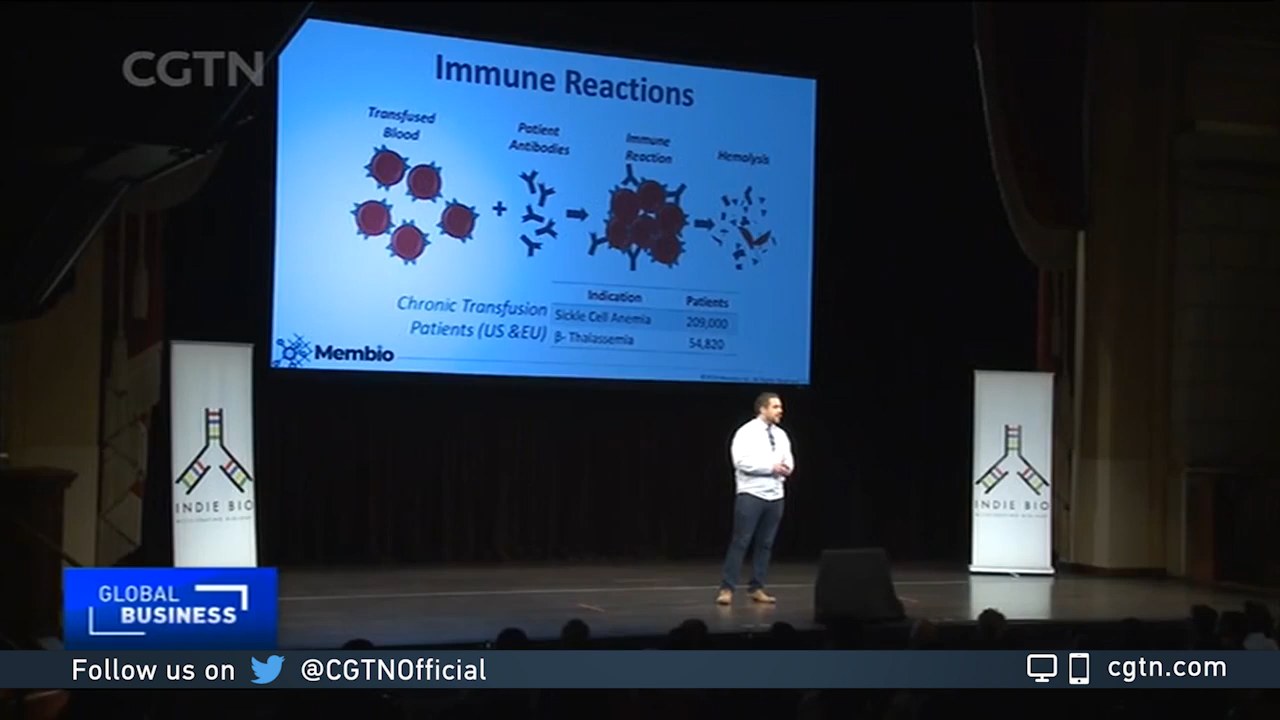 CGTN
Immune Reactions
Transfused
Blood
Patient
Antibodies
Immune
Reaction
Hemolysis
+
Chronic Transfusion
Patients (US &EU)
Indication Patients
Sickle Cell Anemia 209,000
β- Thalassemia 54,820
Membio
INDIE BIO
INDIE BIO
GLOBAL
BUSINESS
Follow us on @CGTNOfficial
cgtn.com